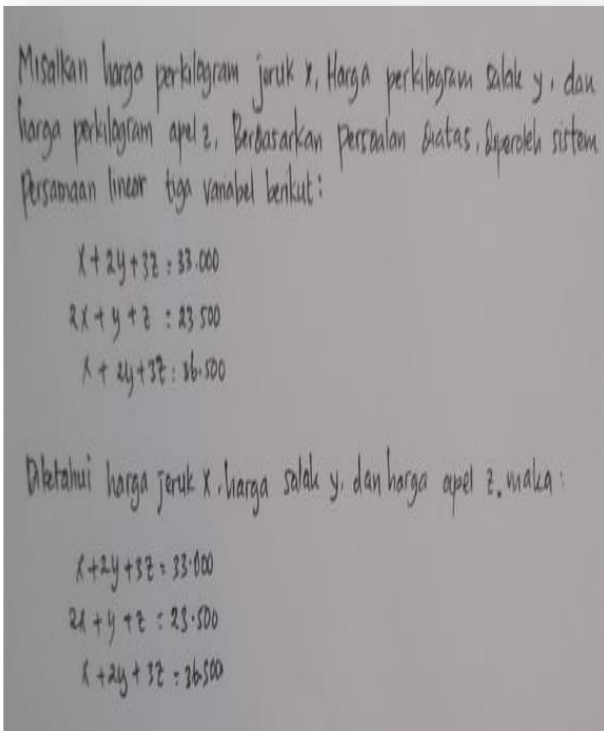 Misalkan harga perkilogram jeruk x, Harga perkilogram salak y, dan
harga perkilogram apel z, Berdasarkan persoalan diatas, diperoleh sistem
persamaan linear tiga variabel berikut:
x + 2y + 3z = 33.000
2x + y + z = 23.500
x + 2y + 3z = 36.500
Diketahui harga jeruk x, harga salak y, dan harga apel z, maka:
x + 2y + 3z = 33.000
2x + y + z = 23.500
x + 2y + 3z = 36.500